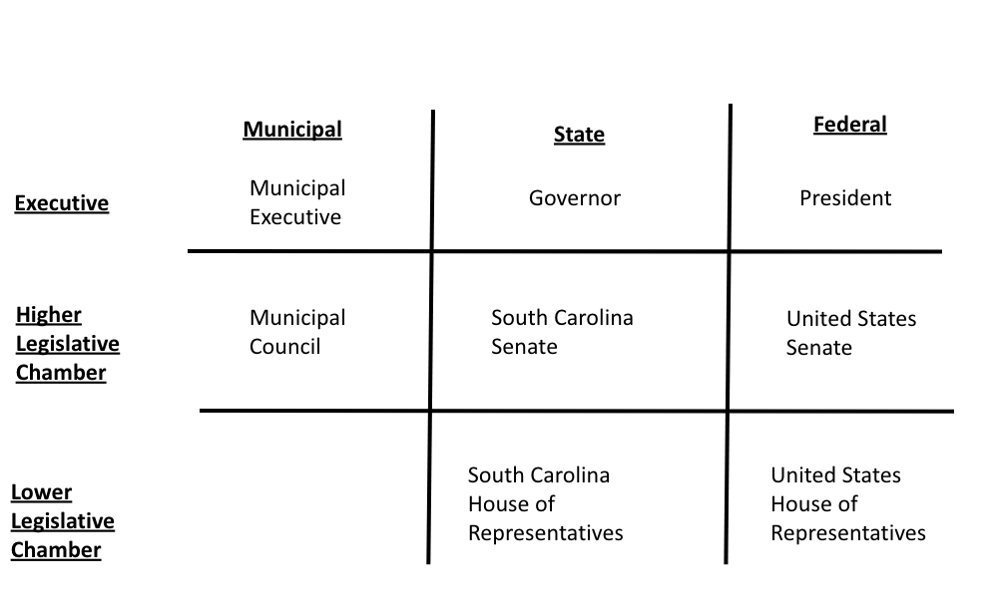 Municipal
State
Federal
Executive
Municipal
Executive
Governor
President
Higher
Legislative
Chamber
Municipal
Council
South Carolina
Senate
United States
Senate
Lower
Legislative
Chamber
South Carolina
House of
Representatives
United States
House of
Representatives